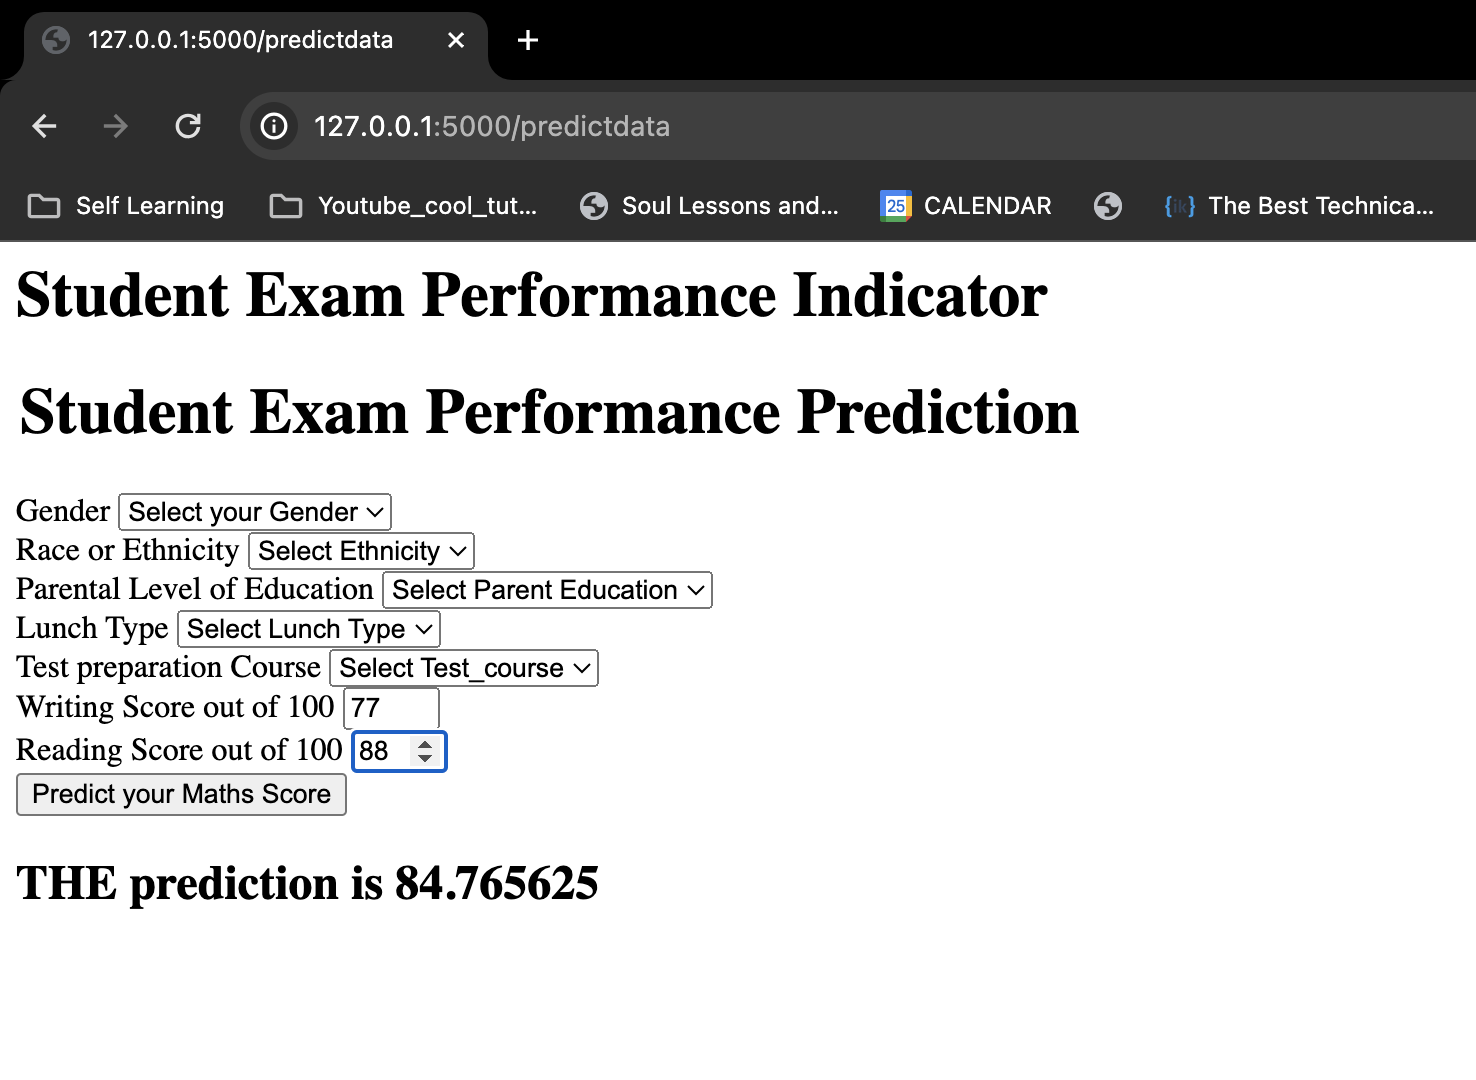 127.0.0.1:5000/predictdata
127.0.0.1:5000/predictdata
Self Learning Youtube_cool_tut... Soul Lessons and... 25 CALENDAR {ik} The Best Technica...
Student Exam Performance Indicator
Student Exam Performance Prediction
Gender Select your Gender
Race or Ethnicity Select Ethnicity
Parental Level of Education Select Parent Education
Lunch Type Select Lunch Type
Test preparation Course Select Test_course
Writing Score out of 100 77
Reading Score out of 100 88
Predict your Maths Score
THE prediction is 84.765625